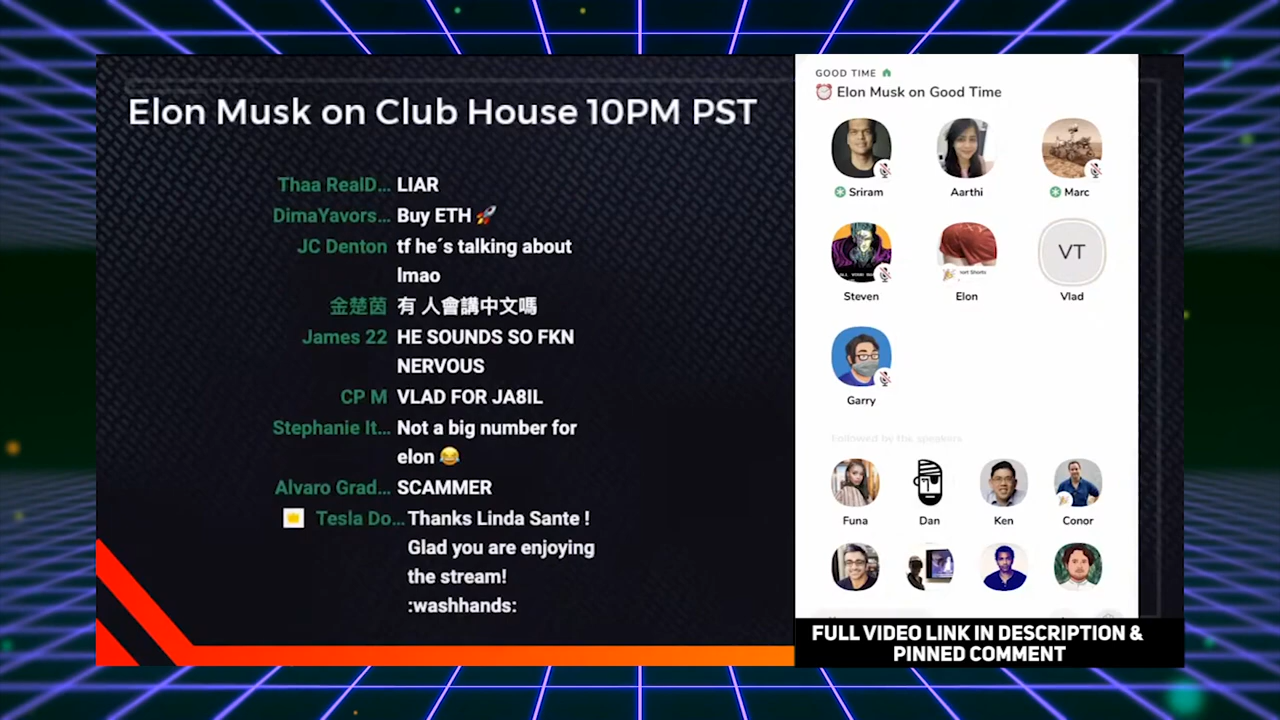 Elon Musk on Club House 10PM PST
Thaa RealD... LIAR
DimaYavors... Buy ETH 🚀
JC Denton tf he´s talking about
lmao
金楚茵 有 人會講中文嗎
James 22 HE SOUNDS SO FKN
NERVOUS
CP M VLAD FOR JA8IL
Stephanie It... Not a big number for
elon 😂
Alvaro Grad... SCAMMER
Tesla Do... Thanks Linda Sante !
Glad you are enjoying
the stream!
:washhands:
GOOD TIME
⏰ Elon Musk on Good Time
Sriram Aarthi Marc
VT
Steven Elon Vlad
Garry
Followed by the speakers
Funa Dan Ken Conor
FULL VIDEO LINK IN DESCRIPTION &
PINNED COMMENT